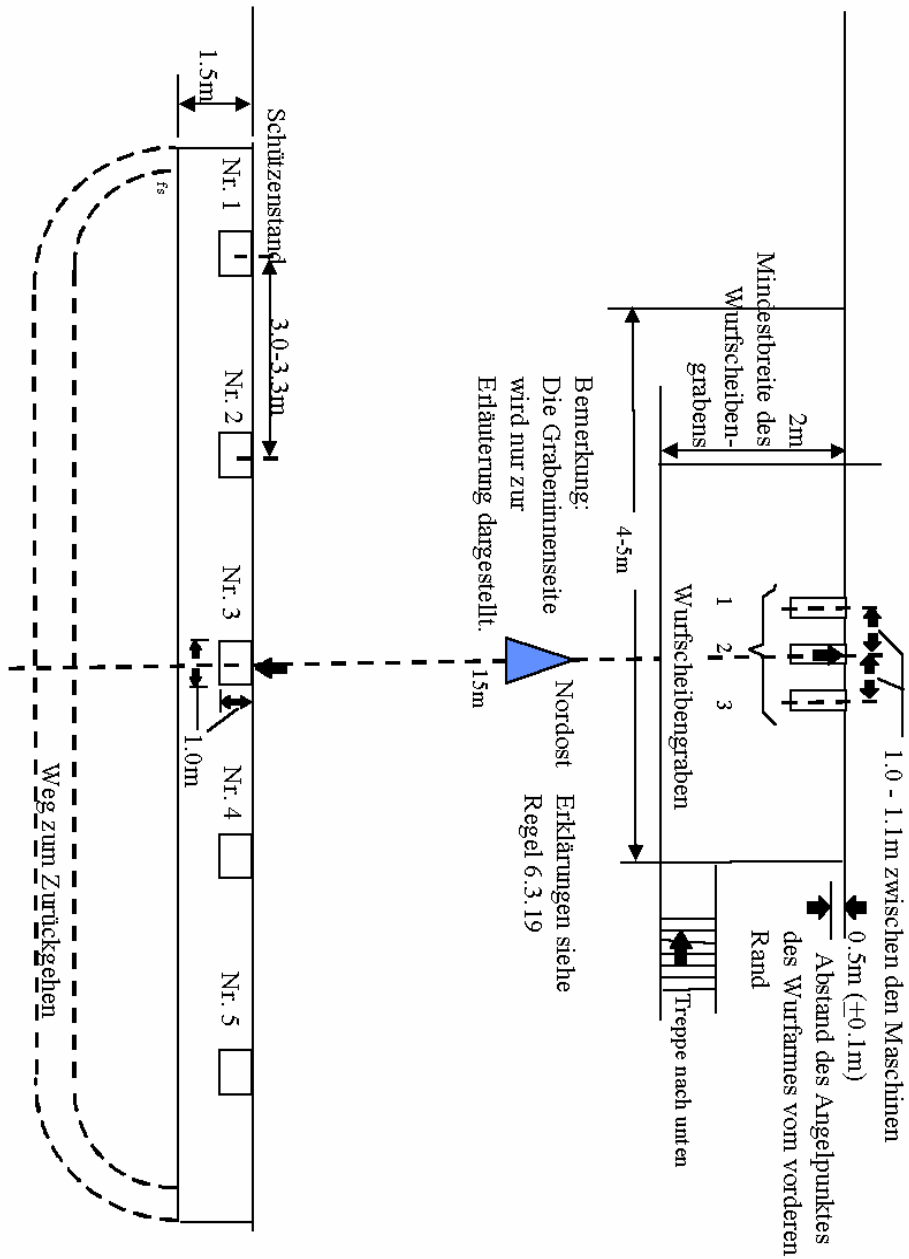 1.0 - 1.1m zwischen den Maschinen
0.5m (±0.1m)
Abstand des Angelpunktes
des Wurfarmes vom vorderen
Rand
2m
Mindestbreite des
Wurfscheiben-
grabens
1
2
3
Wurfscheibengraben
Treppe nach unten
4-5m
Bemerkung:
Die Grabeninnenseite
wird nur zur
Erläuterung dargestellt.
Nordost
Erklärungen siehe
Regel 6.3.19
15m
Schützenstand
3.0-3.3m
1.5m
Nr. 1
Nr. 2
Nr. 3
Nr. 4
Nr. 5
1.0m
fs
Weg zum Zurückgehen